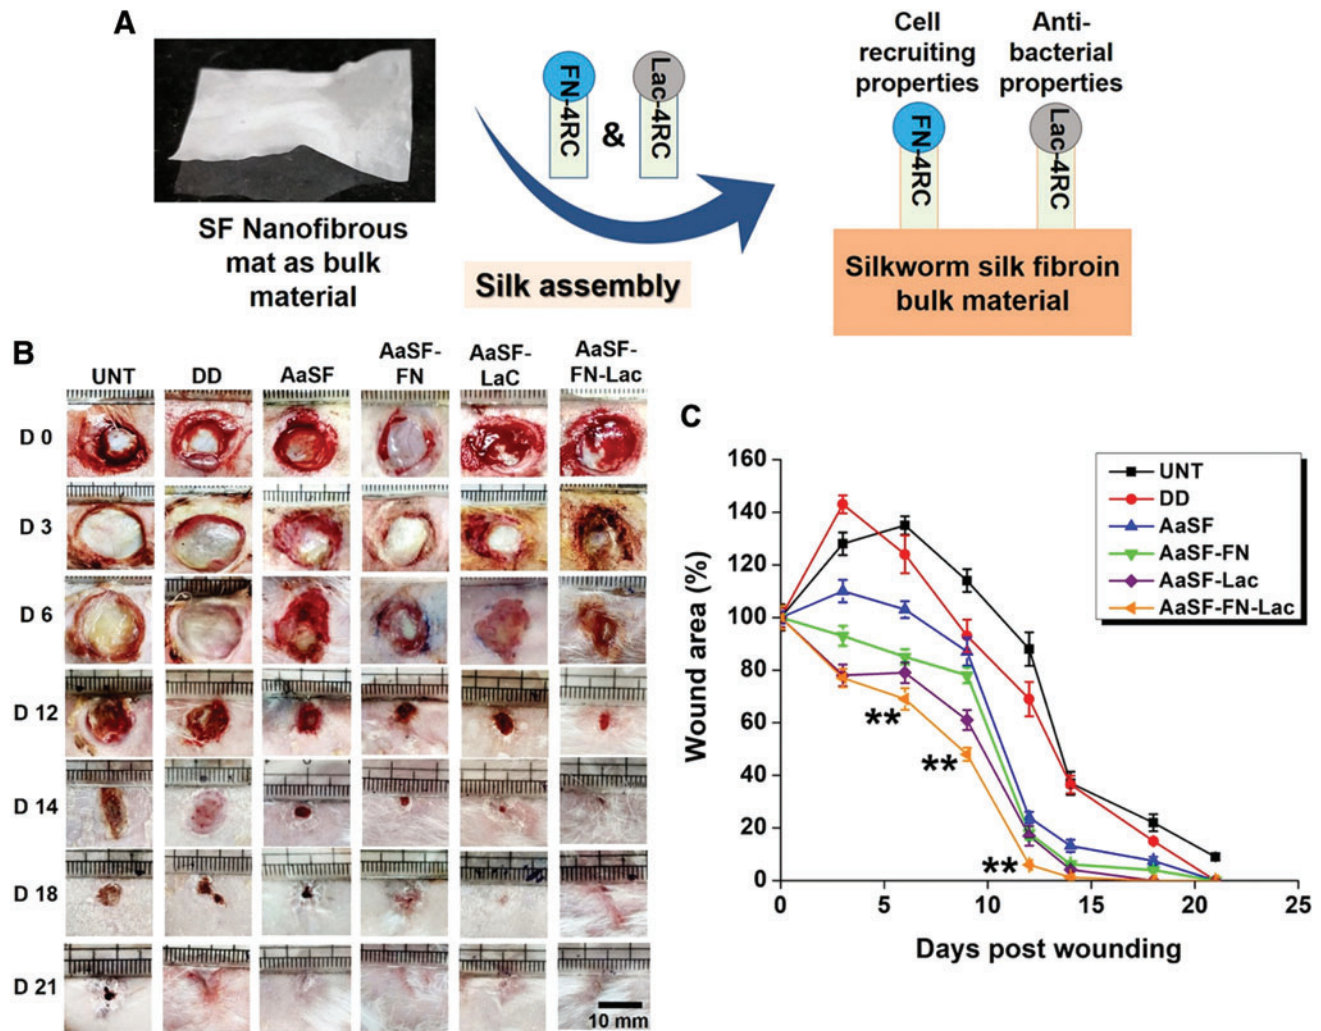 A
SF Nanofibrous
mat as bulk
material
FN-4RC
&
Lac-4RC
Silk assembly
Cell
recruiting
properties
Anti-
bacterial
properties
FN-4RC
Lac-4RC
Silkworm silk fibroin
bulk material
B
UNT
DD
AaSF
AaSF-
FN
AaSF-
LaC
AaSF-
FN-Lac
D 0
D 3
D 6
D 12
D 14
D 18
D 21
10 mm
C
Wound area (%)
160
140
120
100
80
60
40
20
0
0
5
10
15
20
25
Days post wounding
**
**
**
UNT
DD
AaSF
AaSF-FN
AaSF-Lac
AaSF-FN-Lac